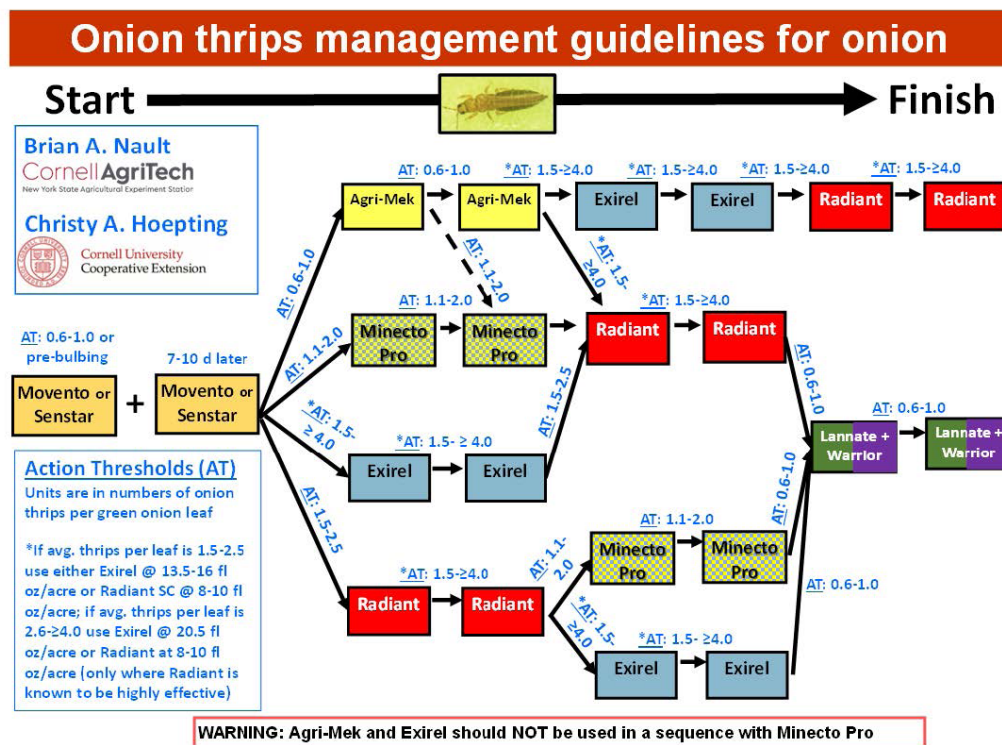 Onion thrips management guidelines for onion
Start
Finish
Brian A. Nault
CornellAgriTech
New York State Agricultural Experiment Station
Christy A. Hoepting
Cornell University
Cooperative Extension
AT: 0.6-1.0
*AT: 1.5-≥4.0
*AT: 1.5-≥4.0
*AT: 1.5-≥4.0
*AT: 1.5-≥4.0
Agri-Mek
Agri-Mek
Exirel
Exirel
Radiant
Radiant
AT: 0.6-1.0
AT: 1.1-2.0
*AT: 1.5-
≥4.0
AT: 1.1-2.0
AT: 1.1-2.0
*AT: 1.5-≥4.0
Minecto
Pro
Minecto
Pro
Radiant
Radiant
AT: 0.6-1.0 or
pre-bulbing
7-10 d later
Movento or
Senstar
+
Movento or
Senstar
*AT: 1.5-
≥ 4.0
*AT: 1.5- ≥ 4.0
AT: 1.5-2.5
Exirel
Exirel
AT: 0.6-1.0
AT: 0.6-1.0
Lannate +
Warrior
Lannate +
Warrior
Action Thresholds (AT)
Units are in numbers of onion
thrips per green onion leaf
*If avg. thrips per leaf is 1.5-2.5
use either Exirel @ 13.5-16 fl
oz/acre or Radiant SC @ 8-10 fl
oz/acre; if avg. thrips per leaf is
2.6-≥4.0 use Exirel @ 20.5 fl
oz/acre or Radiant at 8-10 fl
oz/acre (only where Radiant is
known to be highly effective)
AT: 1.5-2.5
*AT: 1.5-≥4.0
Radiant
Radiant
AT: 1.1-
2.0
AT: 1.1-2.0
Minecto
Pro
Minecto
Pro
AT: 0.6-1.0
*AT: 1.5-
≥4.0
*AT: 1.5- ≥4.0
Exirel
Exirel
AT: 0.6-1.0
WARNING: Agri-Mek and Exirel should NOT be used in a sequence with Minecto Pro